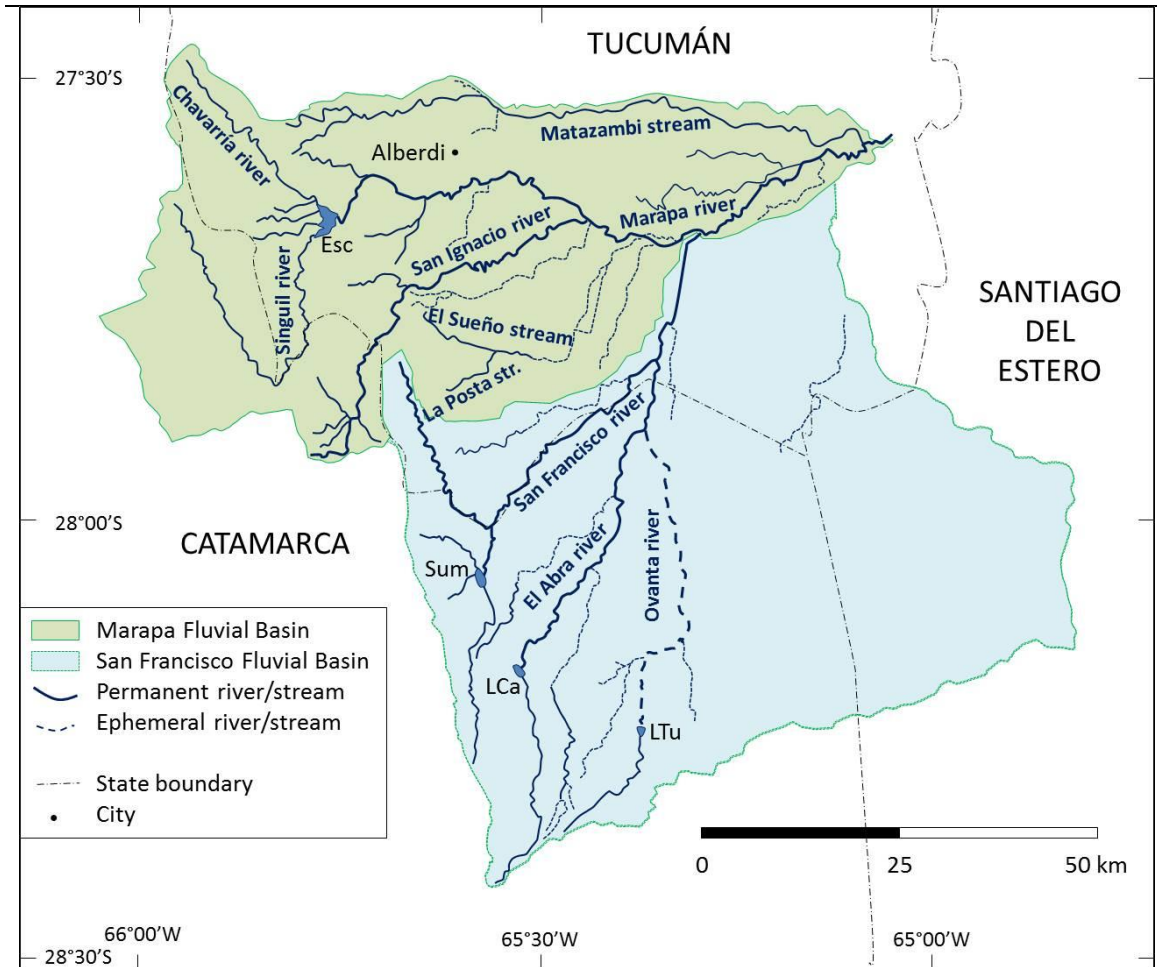 TUCUMÁN
27°30'S
Chavarría river
Matazambi stream
Alberdi
Marapa river
San Ignacio river
Esc
Singuil river
El Sueño stream
SANTIAGO
DEL
ESTERO
La Posta str.
San Francisco river
28°00'S
CATAMARCA
Sum
El Abra river
Ovanta river
Marapa Fluvial Basin
San Francisco Fluvial Basin
Permanent river/stream
Ephemeral river/stream
State boundary
City
LCa
LTu
0 25 50 km
66°00'W
65°30'W
65°00'W
28°30'S